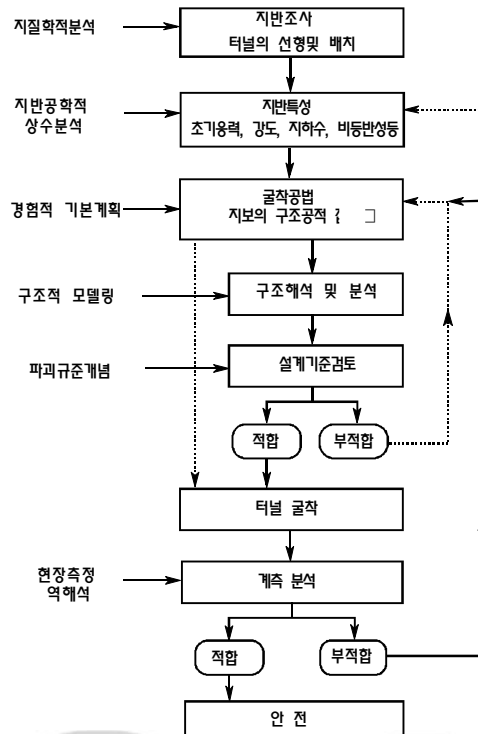 지질학적분석
지반조사
터널의 선형및 배치
지반공학적
상수분석
지반특성
초기응력, 강도, 지하수, 비등반성등
경험적 기본계획
굴착공법
지보의 구조공적
구조적 모델링
구조해석 및 분석
파괴규준개념
설계기준검토
적합
부적합
터널 굴착
현장측정
역해석
계측 분석
적합
부적합
안 전